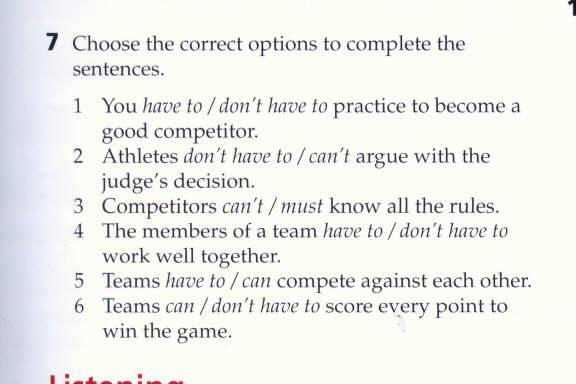 7 Choose the correct options to complete the
sentences.
1 You have to / don't have to practice to become a
good competitor.
2 Athletes don't have to / can't argue with the
judge's decision.
3 Competitors can't / must know all the rules.
4 The members of a team have to / don't have to
work well together.
5 Teams have to / can compete against each other.
6 Teams can / don't have to score every point to
win the game.
Listening